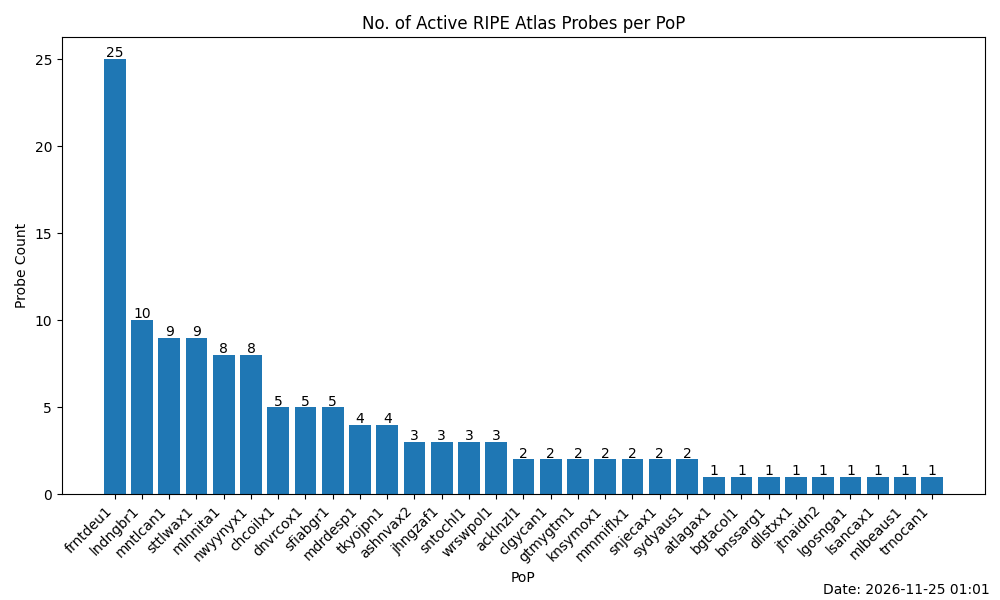 No. of Active RIPE Atlas Probes per PoP
25
20
15
10
5
0
Probe Count
25
10
9
9
8
8
5
5
5
4
4
3
3
3
3
2
2
2
2
2
2
2
1
1
1
1
1
1
1
1
1
frntdeu1
lndngbr1
mntlcan1
sttlwax1
mlnnita1
nwyynyx1
chcoilx1
dnvrcox1
sfiabgr1
mdrdesp1
tkyojpn1
ashnvax2
jhngzaf1
sntochl1
wrswpol1
acklnzl1
clgycan1
gtmygtm1
knsymox1
mmmiflx1
snjecax1
sydyaus1
atlagax1
bgtacol1
bnssarg1
dllstxx1
jtnaidn2
lgosnga1
lsancax1
mlbeaus1
trnocan1
PoP
Date: 2026-11-25 01:01